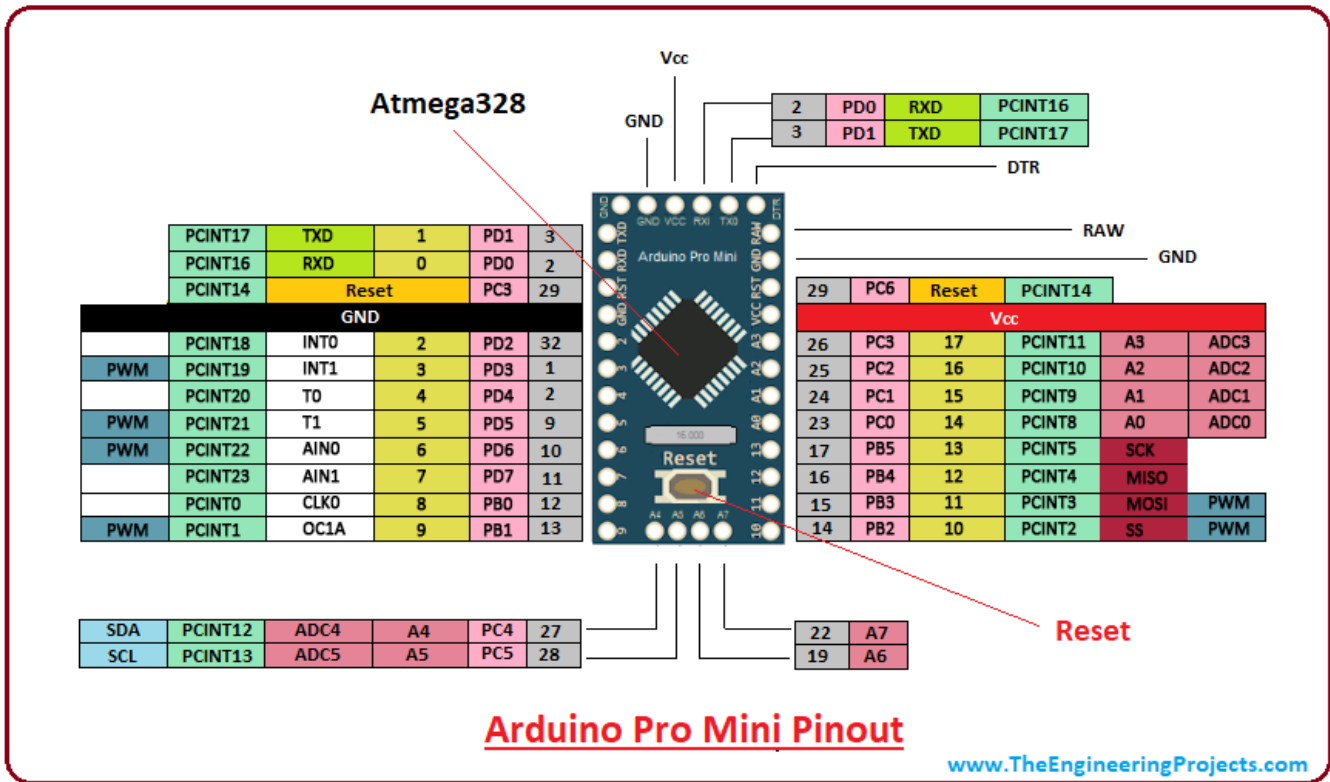 Vcc
Atmega328
GND
2 PD0 RXD PCINT16
3 PD1 TXD PCINT17
DTR
GND
GND VCC RXI TX0
DTR
PCINT17 TXD 1 PD1 3
TXD
Arduino Pro Mini
RAW
RAW
PCINT16 RXD 0 PD0 2
RXD
GND
GND
PCINT14 Reset PC3 29
RST
RST
29 PC6 Reset PCINT14
GND
GND
VCC
Vcc
PCINT18 INT0 2 PD2 32
2
A3
26 PC3 17 PCINT11 A3 ADC3
PWM PCINT19 INT1 3 PD3 1
3
A2
25 PC2 16 PCINT10 A2 ADC2
PCINT20 T0 4 PD4 2
4
A1
24 PC1 15 PCINT9 A1 ADC1
PWM PCINT21 T1 5 PD5 9
5
A0
23 PC0 14 PCINT8 A0 ADC0
16.000
PWM PCINT22 AIN0 6 PD6 10
6
Reset
13
17 PB5 13 PCINT5 SCK
PCINT23 AIN1 7 PD7 11
7
12
16 PB4 12 PCINT4 MISO
PCINT0 CLK0 8 PB0 12
8
11
15 PB3 11 PCINT3 MOSI PWM
A4 A5 A6 A7
PWM PCINT1 OC1A 9 PB1 13
9
10
14 PB2 10 PCINT2 SS PWM
SDA PCINT12 ADC4 A4 PC4 27
22 A7
Reset
SCL PCINT13 ADC5 A5 PC5 28
19 A6
Arduino Pro Mini Pinout
www.TheEngineeringProjects.com